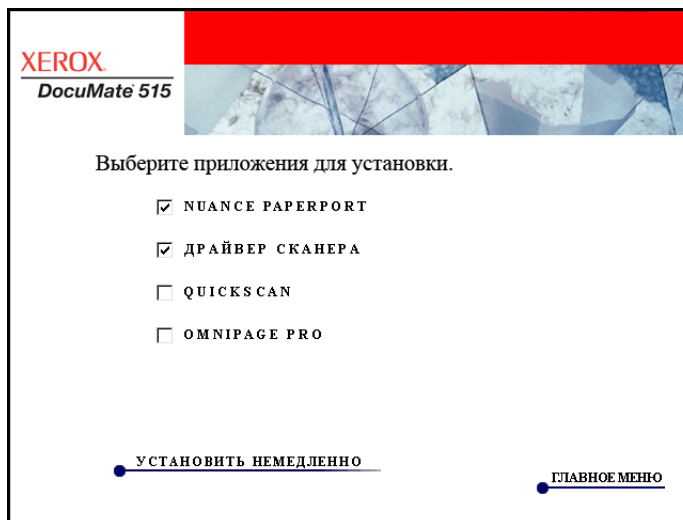 XEROX
DocuMate 515
Выберите приложения для установки.
NUANCE PAPERPORT
ДРАЙВЕР СКАНЕРА
QUICKSCAN
OMNIPAGE PRO
УСТАНОВИТЬ НЕМЕДЛЕННО
ГЛАВНОЕ МЕНЮ